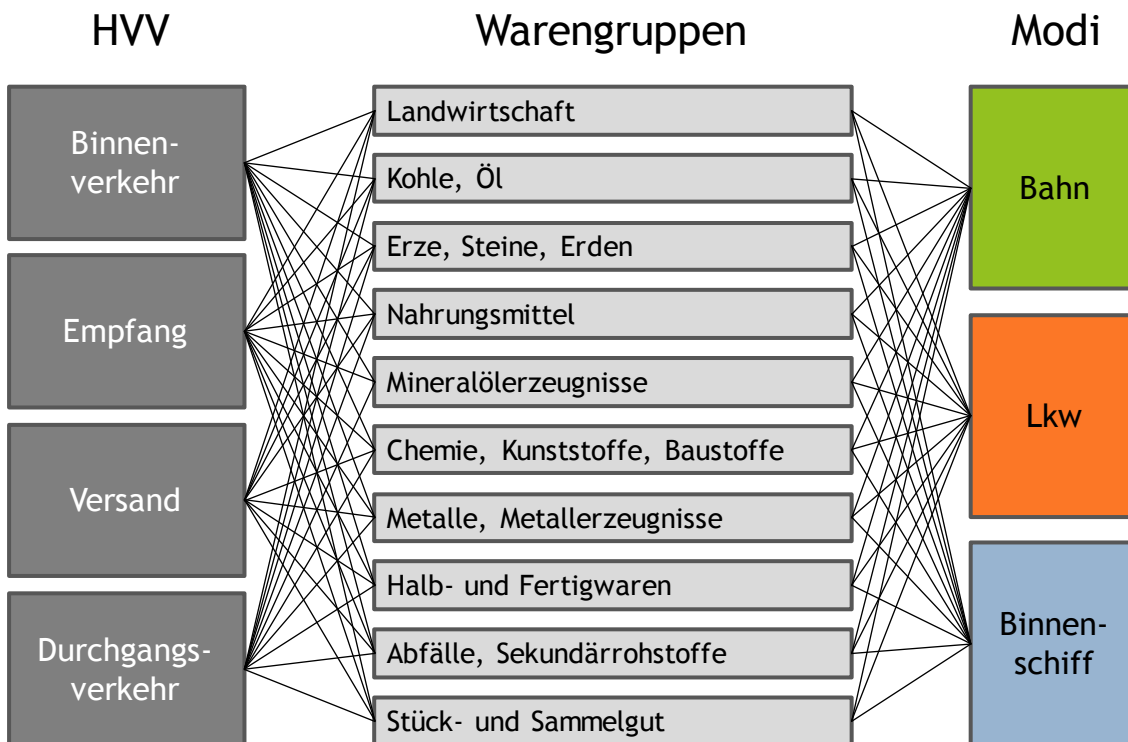 HVV
Warengruppen
Modi
Binnen-
verkehr
Empfang
Versand
Durchgangs-
verkehr
Landwirtschaft
Kohle, Öl
Erze, Steine, Erden
Nahrungsmittel
Mineralölerzeugnisse
Chemie, Kunststoffe, Baustoffe
Metalle, Metallerzeugnisse
Halb- und Fertigwaren
Abfälle, Sekundärrohstoffe
Stück- und Sammelgut
Bahn
Lkw
Binnen-
schiff